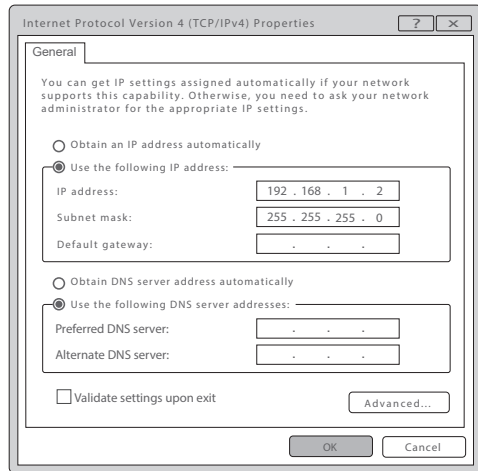 Internet Protocol Version 4 (TCP/IPv4) Properties ? ×
General
You can get IP settings assigned automatically if your network
supports this capability. Otherwise, you need to ask your network
administrator for the appropriate IP settings.
Obtain an IP address automatically
Use the following IP address:
IP address: 192 . 168 . 1 . 2
Subnet mask: 255 . 255 . 255 . 0
Default gateway: . . .
Obtain DNS server address automatically
Use the following DNS server addresses:
Preferred DNS server: . . .
Alternate DNS server: . . .
Validate settings upon exit
Advanced...
OK Cancel